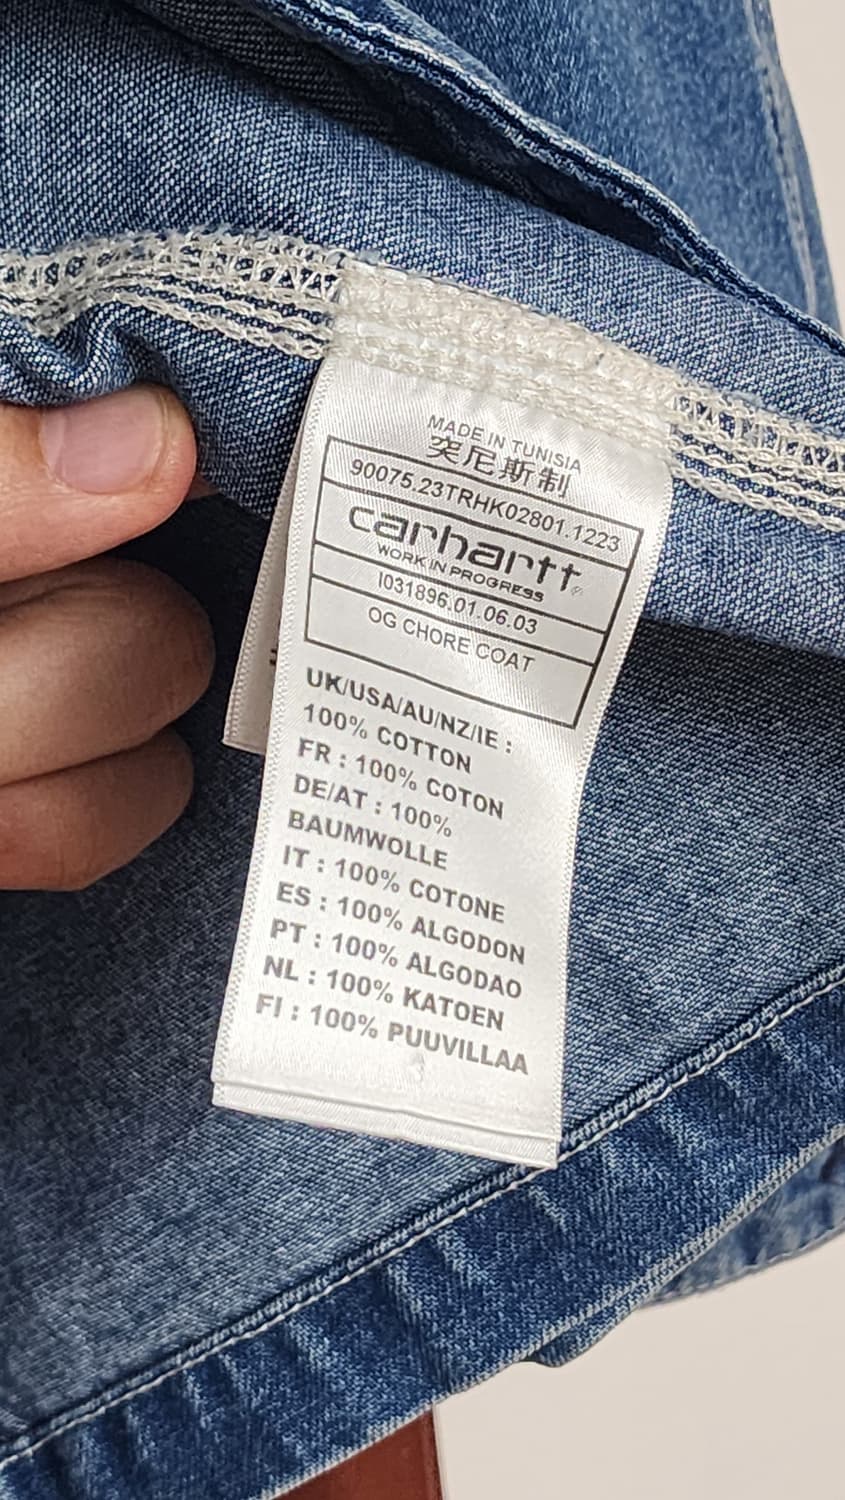 MADE IN TUNISIA
突尼斯制
90075.23TRHK02801.1223
carhartt
WORK IN PROGRESS
I031896.01.06.03
OG CHORE COAT
UK/USA/AU/NZ/IE :
100% COTTON
FR : 100% COTON
DE/AT : 100%
BAUMWOLLE
IT : 100% COTONE
ES : 100% ALGODON
PT : 100% ALGODAO
NL : 100% KATOEN
FI : 100% PUUVILLAA